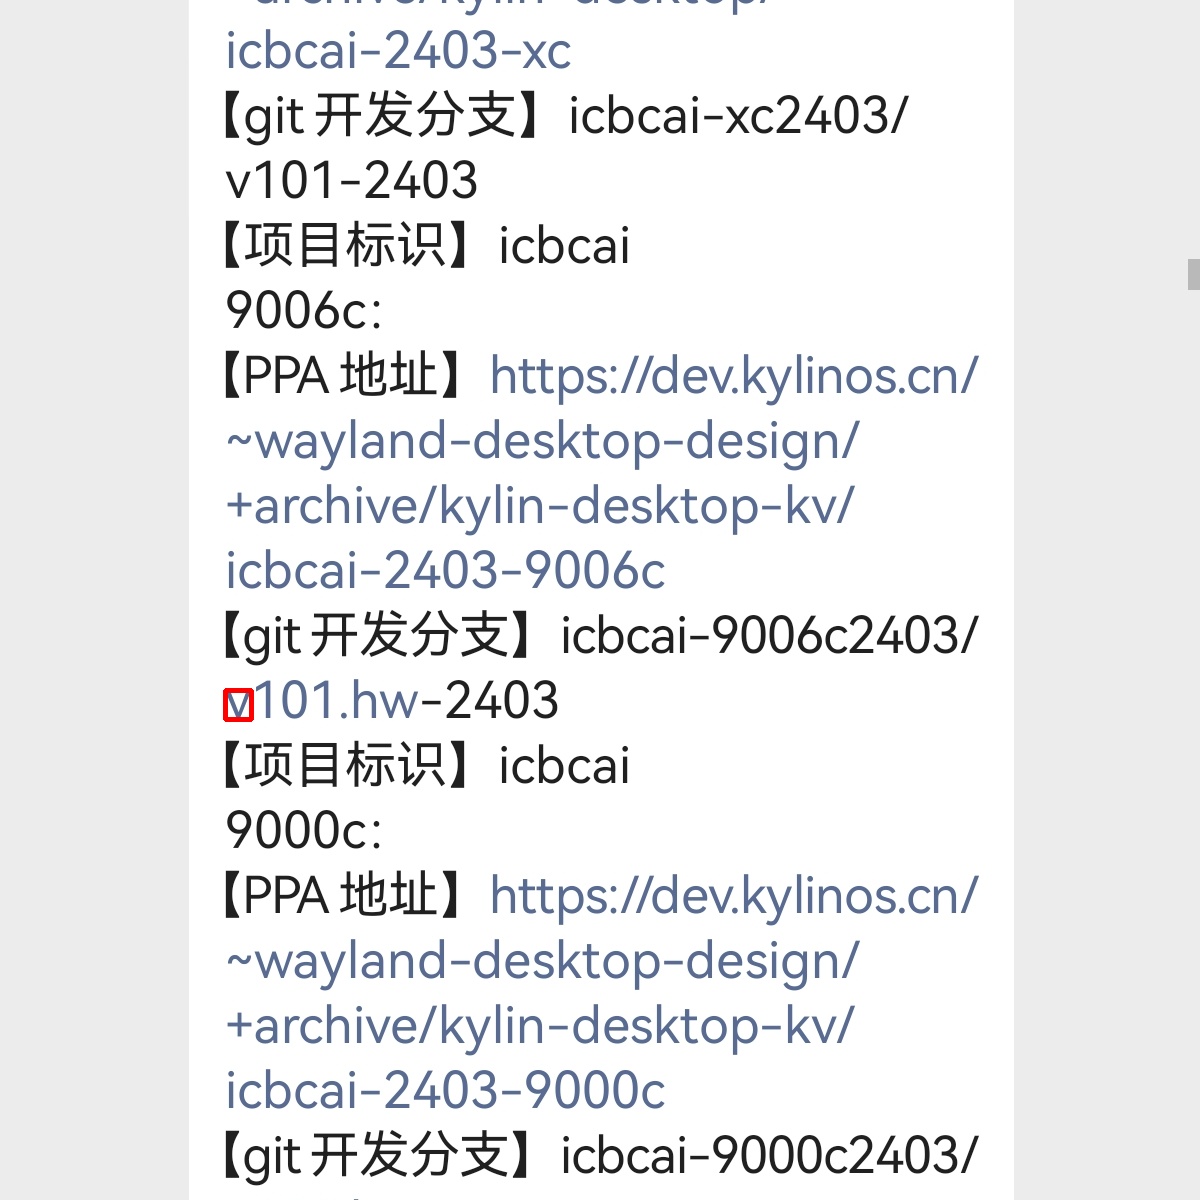 ~archive/kylin-desktop/
icbcai-2403-xc
【git 开发分支】icbcai-xc2403/
v101-2403
【项目标识】icbcai
9006c:
【PPA 地址】https://dev.kylinos.cn/
~wayland-desktop-design/
+archive/kylin-desktop-kv/
icbcai-2403-9006c
【git 开发分支】icbcai-9006c2403/
v101.hw-2403
【项目标识】icbcai
9000c:
【PPA 地址】https://dev.kylinos.cn/
~wayland-desktop-design/
+archive/kylin-desktop-kv/
icbcai-2403-9000c
【git 开发分支】icbcai-9000c2403/